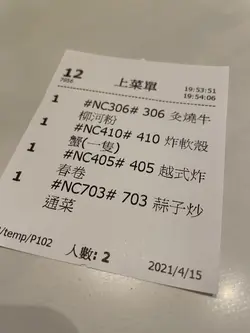 12 上菜單 19:53:51
7098 19:54:06
1 #NC306# 306 炙燒牛
柳河粉
1 #NC410# 410 炸軟殼
蟹(一隻)
1 #NC405# 405 越式炸
春卷
1 #NC703# 703 蒜子炒
通菜
/temp/P102 人數: 2 2021/4/15